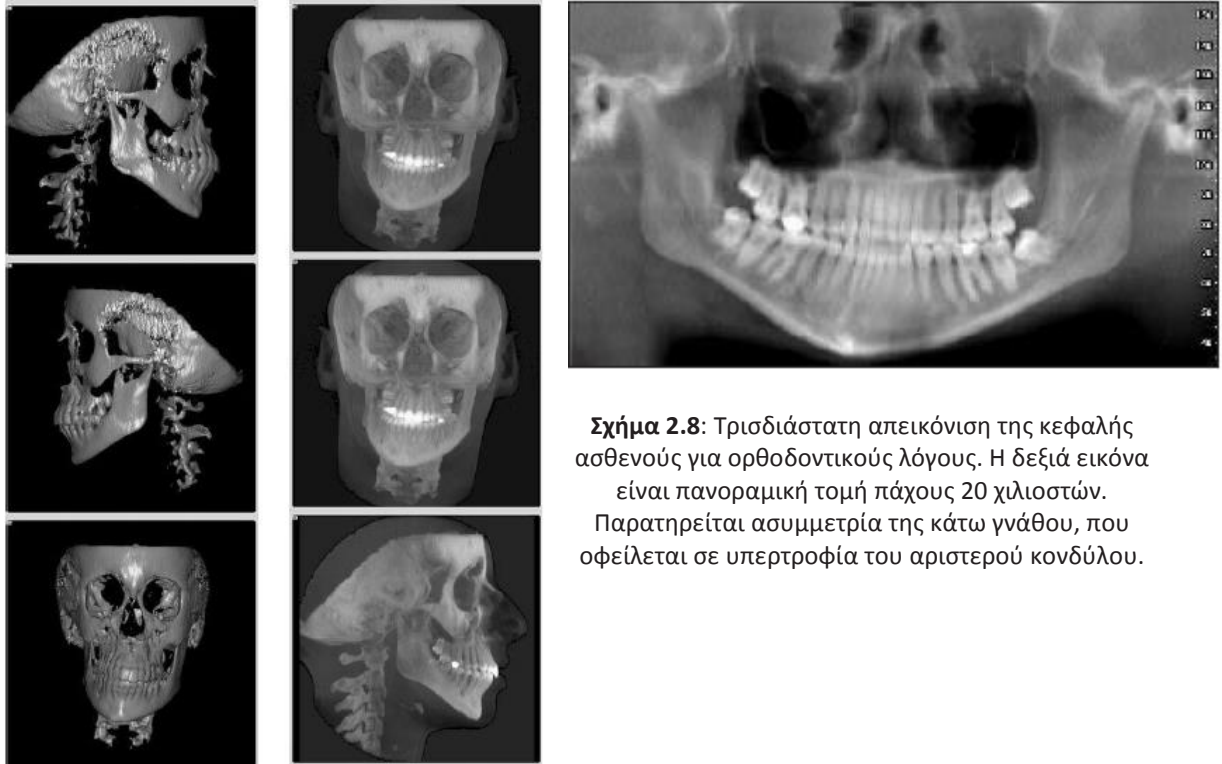 Σχήμα 2.8: Τρισδιάστατη απεικόνιση της κεφαλής
ασθενούς για ορθοδοντικούς λόγους. Η δεξιά εικόνα
είναι πανοραμική τομή πάχους 20 χιλιοστών.
Παρατηρείται ασυμμετρία της κάτω γνάθου, που
οφείλεται σε υπερτροφία του αριστερού κονδύλου.